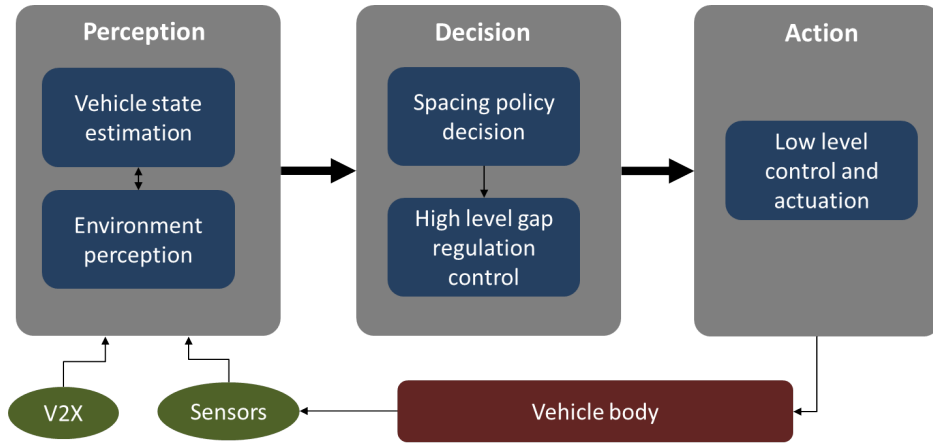 Perception
Vehicle state
estimation
Environment
perception
Decision
Spacing policy
decision
High level gap
regulation
control
Action
Low level
control and
actuation
V2X
Sensors
Vehicle body